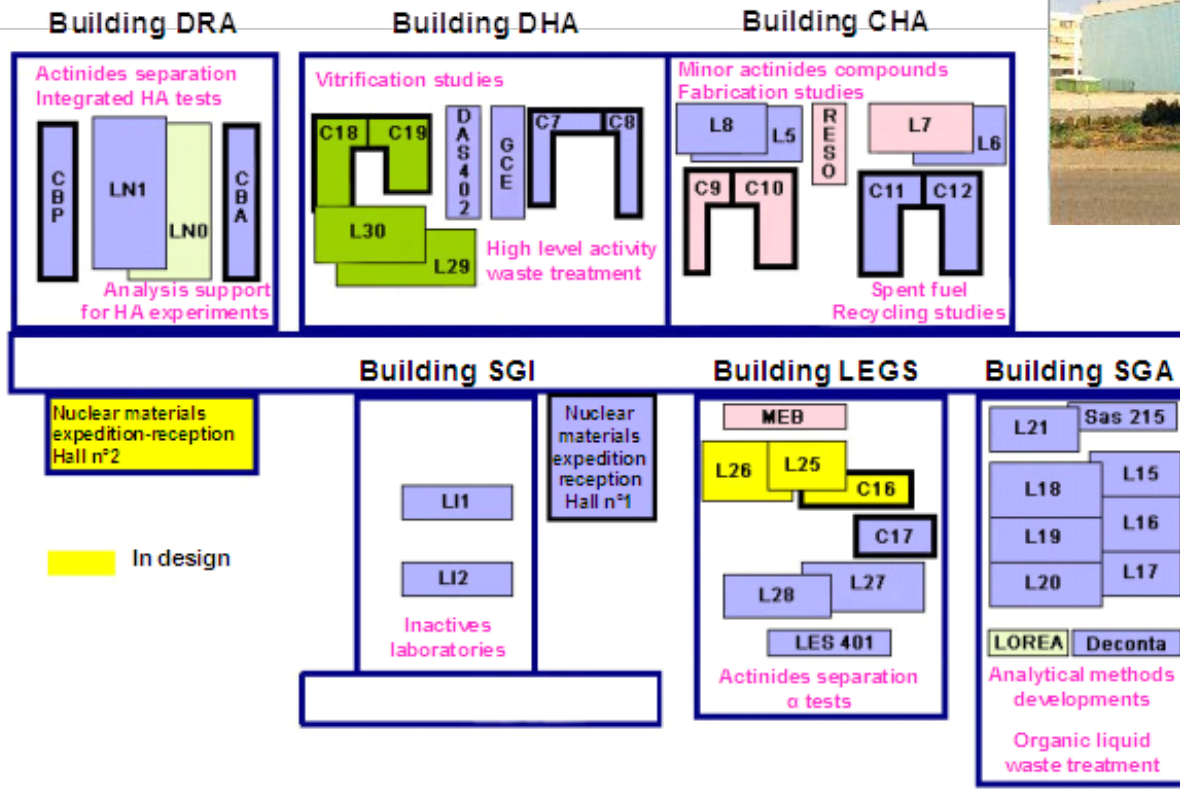 Building DRA
Building DHA
Building CHA
Actinides separation
Integrated HA tests
CBP
LN1
LN0
CBA
Analysis support
for HA experiments
Vitrification studies
C18
C19
DAS402
GCE
C7
C8
L30
L29
High level activity
waste treatment
Minor actinides compounds
Fabrication studies
L8
L5
RESO
L7
L6
C9
C10
C11
C12
Spent fuel
Recycling studies
Building SGI
Building LEGS
Building SGA
Nuclear materials
expedition-reception
Hall n°2
In design
LI1
LI2
Inactives
laboratories
Nuclear
materials
expedition
reception
Hall n°1
MEB
L26
L25
C16
C17
L28
L27
LES 401
Actinides separation
α tests
L21
Sas 215
L18
L15
L19
L16
L20
L17
LOREA
Deconta
Analytical methods
developments
Organic liquid
waste treatment